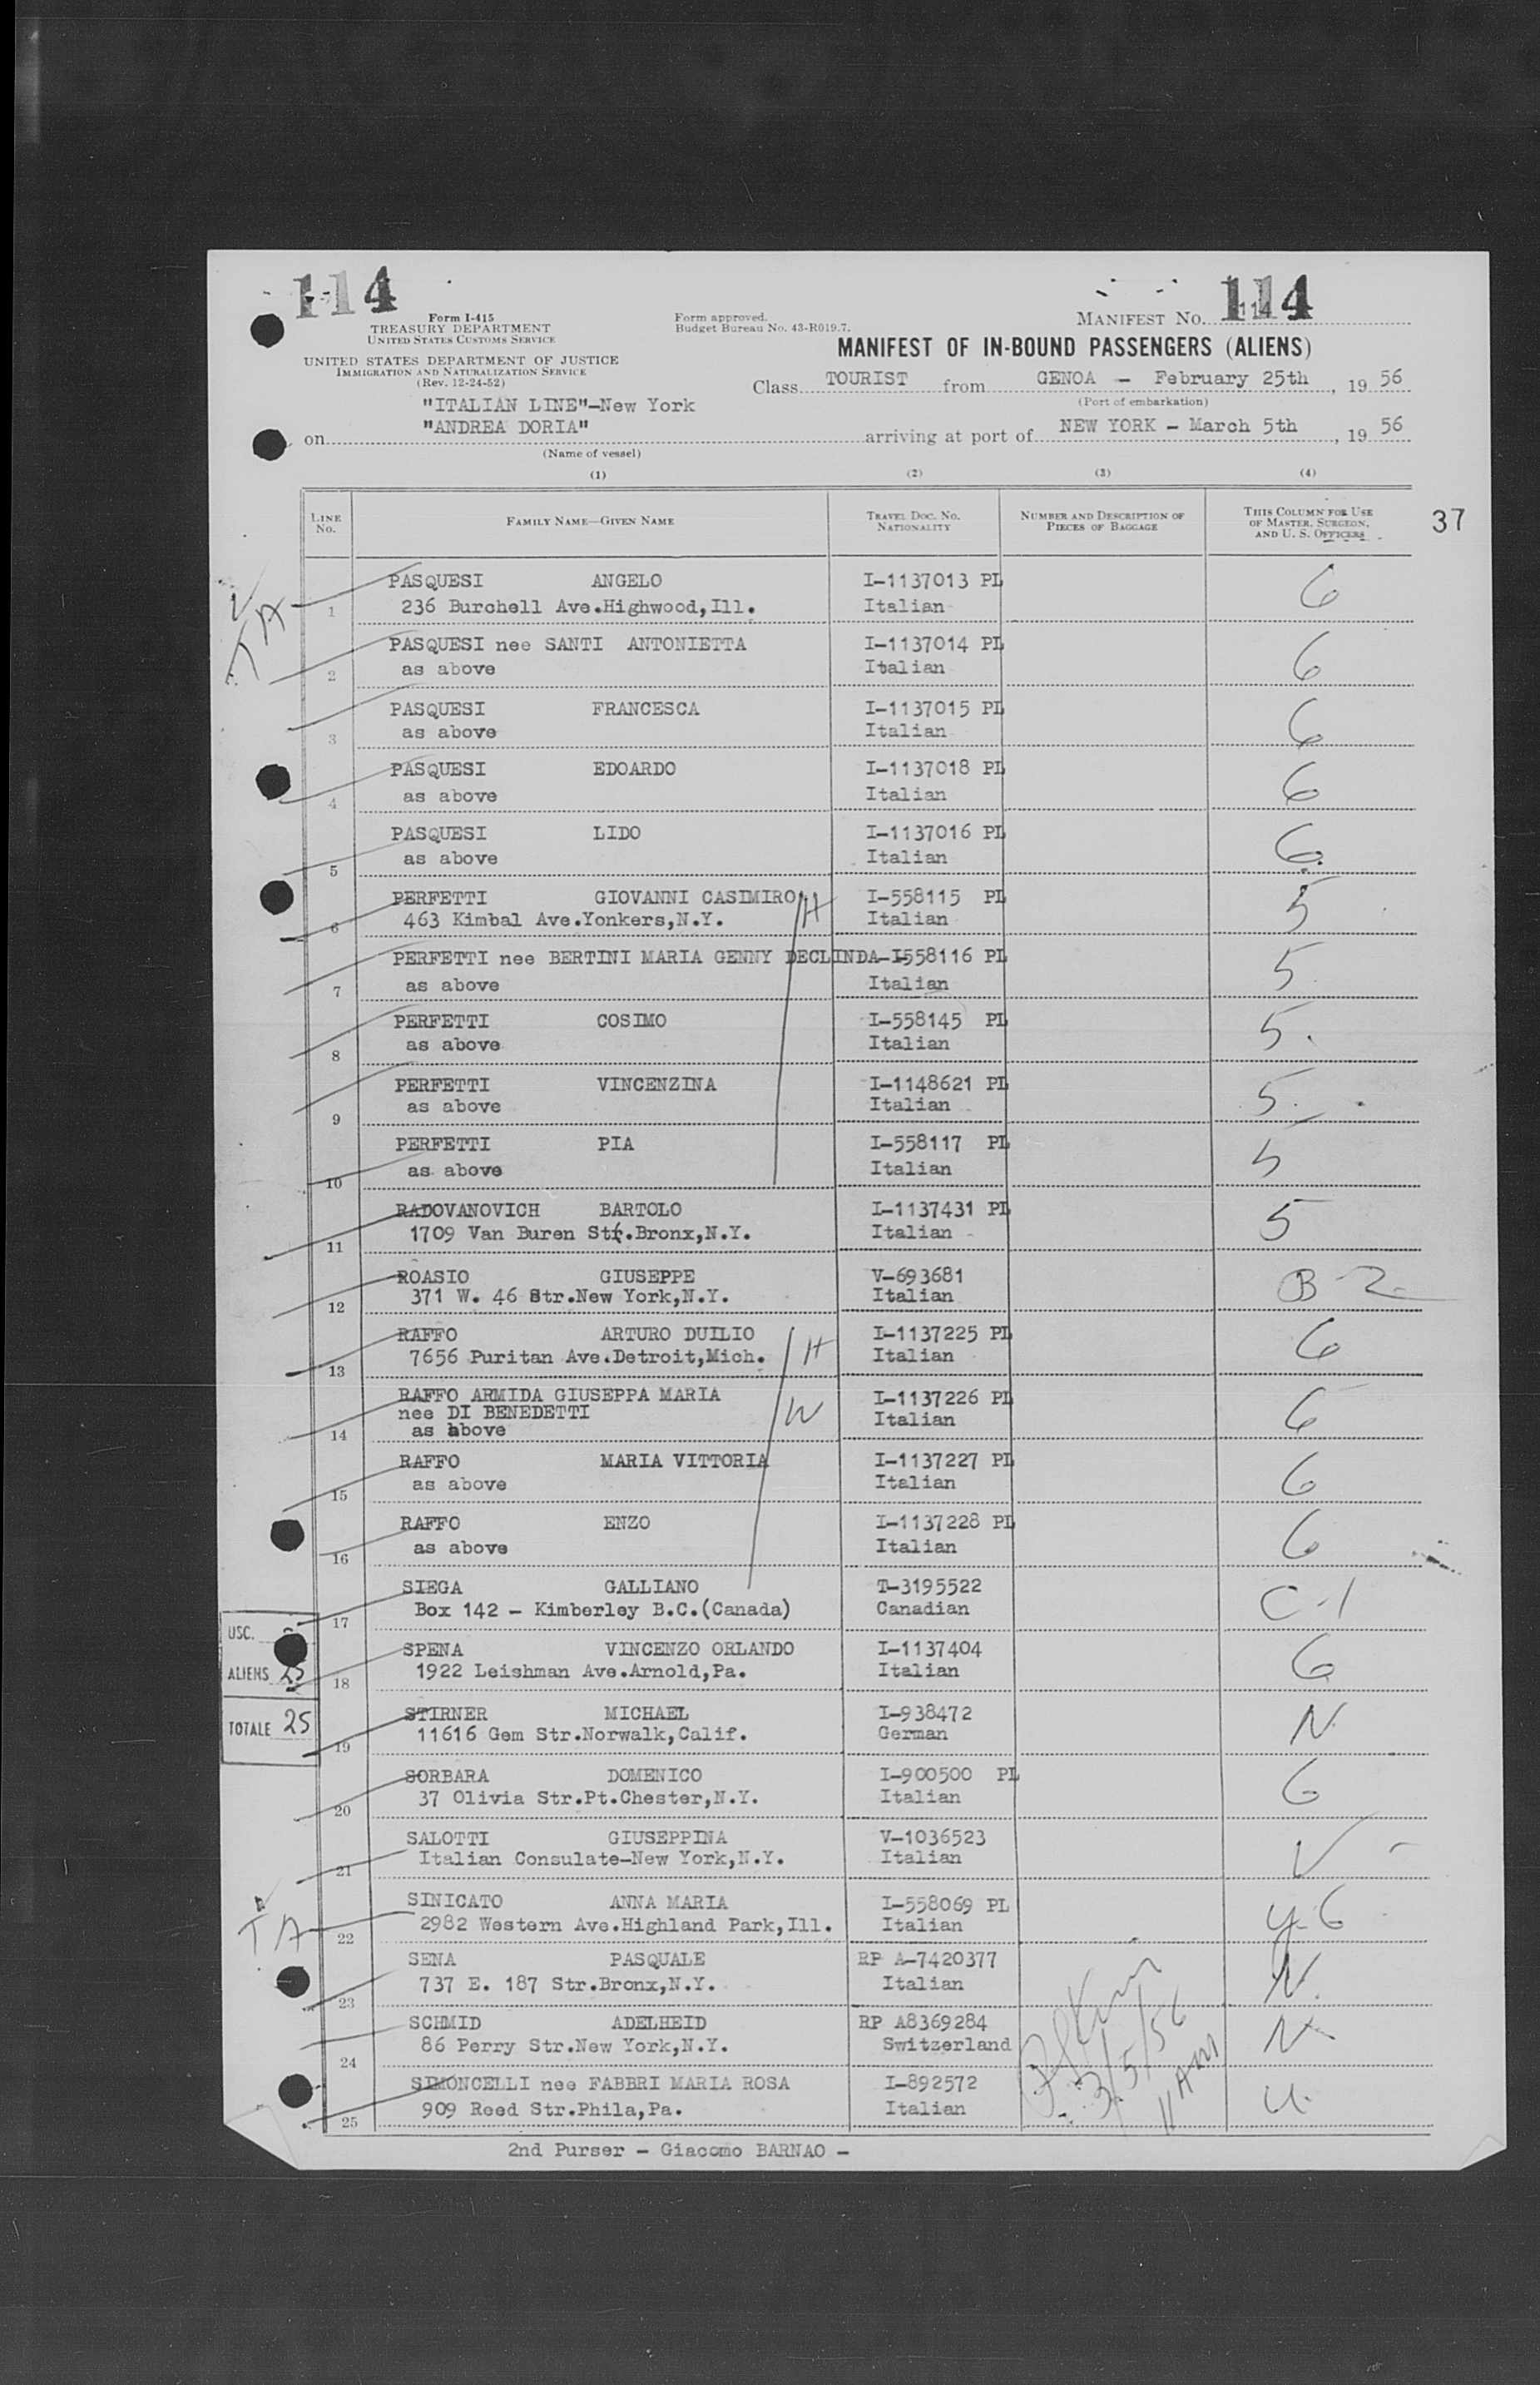 114
114
Form I-415
TREASURY DEPARTMENT
UNITED STATES CUSTOMS SERVICE
Form approved.
Budget Bureau No. 43-R019.7.
MANIFEST NO. 114
UNITED STATES DEPARTMENT OF JUSTICE
IMMIGRATION AND NATURALIZATION SERVICE
(Rev. 12-24-52)
MANIFEST OF IN-BOUND PASSENGERS (ALIENS)
Class TOURIST from GENOA - February 25th, 19 56
(Port of embarkation)
"ITALIAN LINE"-New York
on "ANDREA DORIA" arriving at port of NEW YORK - March 5th, 19 56
(Name of vessel)
(1) (2) (3) (4)
LINE NO. FAMILY NAME—GIVEN NAME TRAVEL DOC. NO. NATIONALITY NUMBER AND DESCRIPTION OF PIECES OF BAGGAGE THIS COLUMN FOR USE OF MASTER, SURGEON, AND U. S. OFFICERS
37
TA
PASQUESI ANGELO I-1137013 PL 6
1 236 Burchell Ave.Highwood,Ill. Italian
PASQUESI nee SANTI ANTONIETTA I-1137014 PL 6
2 as above Italian
PASQUESI FRANCESCA I-1137015 PL 6
3 as above Italian
PASQUESI EDOARDO I-1137018 PL 6
4 as above Italian
PASQUESI LIDO I-1137016 PL 6
5 as above Italian
PERFETTI GIOVANNI CASIMIRO H I-558115 PL 5
6 463 Kimbal Ave.Yonkers,N.Y. Italian
PERFETTI nee BERTINI MARIA GENNY DECLINDA-I-558116 PL 5
7 as above Italian
PERFETTI COSIMO I-558145 PL 5
8 as above Italian
PERFETTI VINCENZINA I-1148621 PL 5
9 as above Italian
PERFETTI PIA I-558117 PL 5
10 as above Italian
RADOVANOVICH BARTOLO I-1137431 PL 5
11 1709 Van Buren Str.Bronx,N.Y. Italian
ROASIO GIUSEPPE V-693681 B-2
12 371 W. 46 Str.New York,N.Y. Italian
RAFFO ARTURO DUILIO I-1137225 PL 6
13 7656 Puritan Ave.Detroit,Mich. H Italian
RAFFO ARMIDA GIUSEPPA MARIA I-1137226 PL 6
nee DI BENEDETTI W Italian
14 as above
RAFFO MARIA VITTORIA I-1137227 PL 6
15 as above Italian
RAFFO ENZO I-1137228 PL 6
16 as above Italian
SIEGA GALLIANO T-3195522 C-1
17 Box 142 - Kimberley B.C.(Canada) Canadian
USC.
SPENA VINCENZO ORLANDO I-1137404 6
ALIENS 25
18 1922 Leishman Ave.Arnold,Pa. Italian
STIRNER MICHAEL I-938472 N
TOTALE 25
19 11616 Gem Str.Norwalk,Calif. German
SORBARA DOMENICO I-900500 PL 6
20 37 Olivia Str.Pt.Chester,N.Y. Italian
SALOTTI GIUSEPPINA V-1036523
21 Italian Consulate-New York,N.Y. Italian
TA
SINICATO ANNA MARIA I-558069 PL 6
22 2982 Western Ave.Highland Park,Ill. Italian
SENA PASQUALE RP A-7420377 N
23 737 E. 187 Str.Bronx,N.Y. Italian
SCHMID ADELHEID RP A8369284 N
24 86 Perry Str.New York,N.Y. Switzerland
3/5/56
11 AM
SIMONCELLI nee FABBRI MARIA ROSA I-892572
25 909 Reed Str.Phila,Pa. Italian
2nd Purser - Giacomo BARNAO -